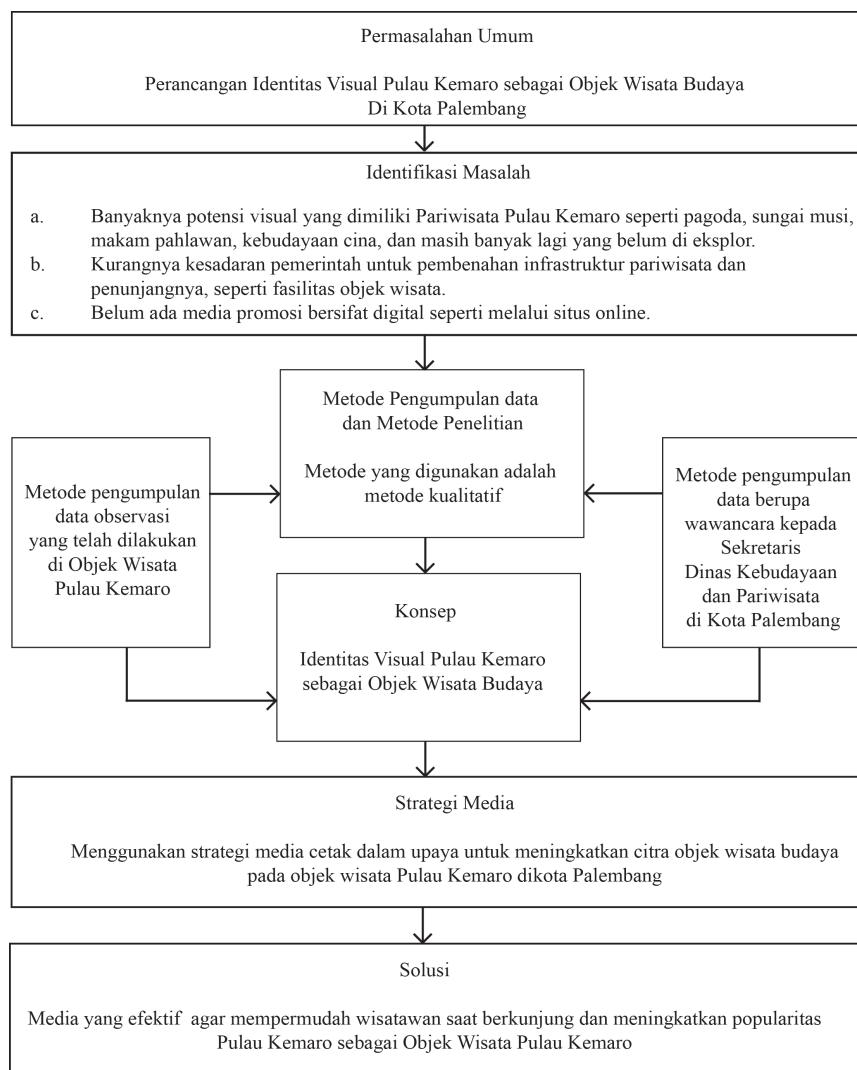 Permasalahan Umum
Perancangan Identitas Visual Pulau Kemaro sebagai Objek Wisata Budaya
Di Kota Palembang
Identifikasi Masalah
a. Banyaknya potensi visual yang dimiliki Pariwisata Pulau Kemaro seperti pagoda, sungai musi,
makam pahlawan, kebudayaan cina, dan masih banyak lagi yang belum di eksplor.
b. Kurangnya kesadaran pemerintah untuk pembenahan infrastruktur pariwisata dan
penunjangnya, seperti fasilitas objek wisata.
c. Belum ada media promosi bersifat digital seperti melalui situs online.
Metode Pengumpulan data
dan Metode Penelitian
Metode yang digunakan adalah
metode kualitatif
Metode pengumpulan
data observasi
yang telah dilakukan
di Objek Wisata
Pulau Kemaro
Metode pengumpulan
data berupa
wawancara kepada
Sekretaris
Dinas Kebudayaan
dan Pariwisata
di Kota Palembang
Konsep
Identitas Visual Pulau Kemaro
sebagai Objek Wisata Budaya
Strategi Media
Menggunakan strategi media cetak dalam upaya untuk meningkatkan citra objek wisata budaya
pada objek wisata Pulau Kemaro dikota Palembang
Solusi
Media yang efektif agar mempermudah wisatawan saat berkunjung dan meningkatkan popularitas
Pulau Kemaro sebagai Objek Wisata Pulau Kemaro